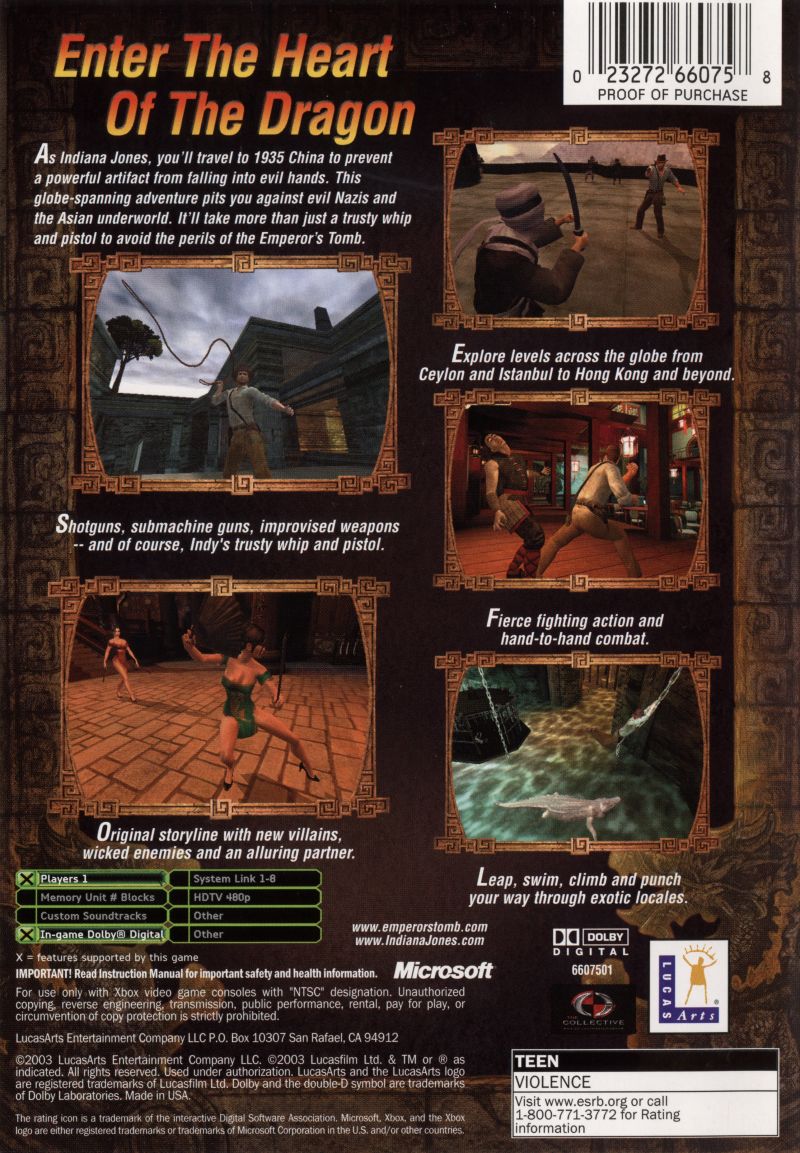 Enter The Heart
Of The Dragon
0 23272 66075 8
PROOF OF PURCHASE
As Indiana Jones, you'll travel to 1935 China to prevent
a powerful artifact from falling into evil hands. This
globe-spanning adventure pits you against evil Nazis and
the Asian underworld. It'll take more than just a trusty whip
and pistol to avoid the perils of the Emperor's Tomb.
Explore levels across the globe from
Ceylon and Istanbul to Hong Kong and beyond.
Shotguns, submachine guns, improvised weapons
-- and of course, Indy's trusty whip and pistol.
Fierce fighting action and
hand-to-hand combat.
Original storyline with new villains,
wicked enemies and an alluring partner.
Leap, swim, climb and punch
your way through exotic locales.
X Players 1
System Link 1-8
Memory Unit # Blocks
HDTV 480p
Custom Soundtracks
Other
X In-game Dolby® Digital
Other
X = features supported by this game
www.emperorstomb.com
www.IndianaJones.com
IMPORTANT! Read Instruction Manual for important safety and health information.
Microsoft
For use only with Xbox video game consoles with "NTSC" designation. Unauthorized
copying, reverse engineering, transmission, public performance, rental, pay for play, or
circumvention of copy protection is strictly prohibited.
LucasArts Entertainment Company LLC P.O. Box 10307 San Rafael, CA 94912
©2003 LucasArts Entertainment Company LLC. ©2003 Lucasfilm Ltd. & TM or ® as
indicated. All rights reserved. Used under authorization. LucasArts and the LucasArts logo
are registered trademarks of Lucasfilm Ltd. Dolby and the double-D symbol are trademarks
of Dolby Laboratories. Made in USA.
The rating icon is a trademark of the interactive Digital Software Association. Microsoft, Xbox, and the Xbox
logo are either registered trademarks or trademarks of Microsoft Corporation in the U.S. and/or other countries.
DOLBY
DIGITAL
6607501
THE
COLLECTIVE
LUCAS
Arts®
TEEN
VIOLENCE
Visit www.esrb.org or call
1-800-771-3772 for Rating
information